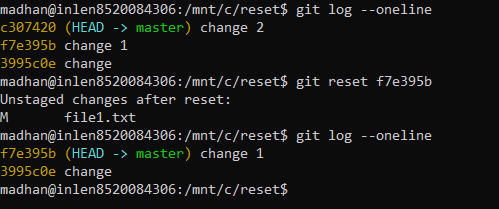 madhan@inlen8520084306:/mnt/c/reset$ git log --oneline
c307420 (HEAD -> master) change 2
f7e395b change 1
3995c0e change
madhan@inlen8520084306:/mnt/c/reset$ git reset f7e395b
Unstaged changes after reset:
M       file1.txt
madhan@inlen8520084306:/mnt/c/reset$ git log --oneline
f7e395b (HEAD -> master) change 1
3995c0e change
madhan@inlen8520084306:/mnt/c/reset$